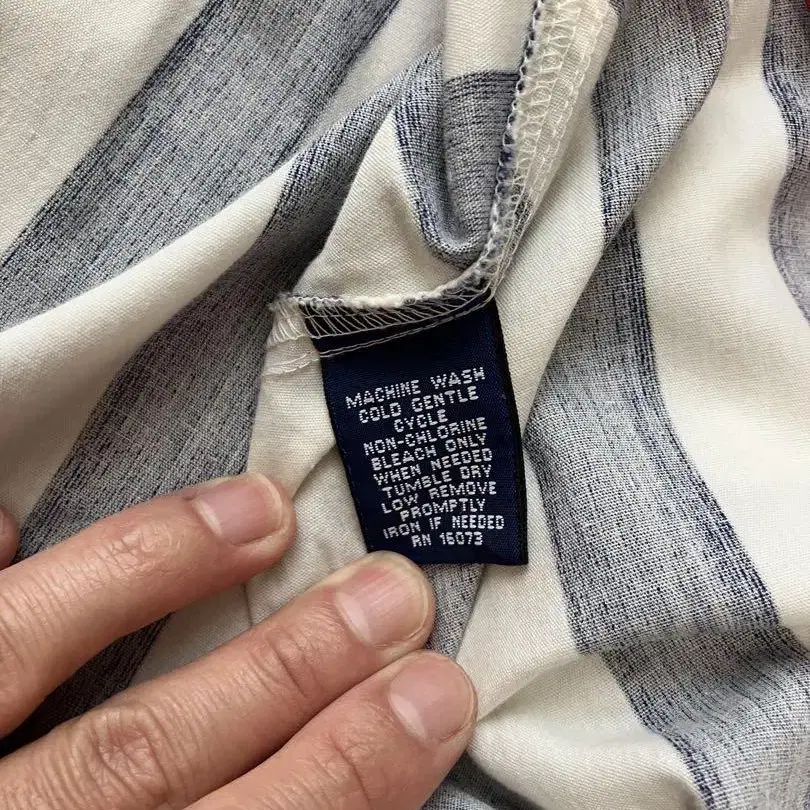 MACHINE WASH
COLD GENTLE
CYCLE
NON-CHLORINE
BLEACH ONLY
WHEN NEEDED
TUMBLE DRY
LOW REMOVE
PROMPTLY
IRON IF NEEDED
RN 16073